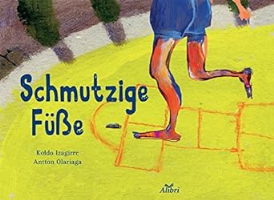 Schmutzige
Füße
Koldo Izagirre
Antton Olariaga
Alibri